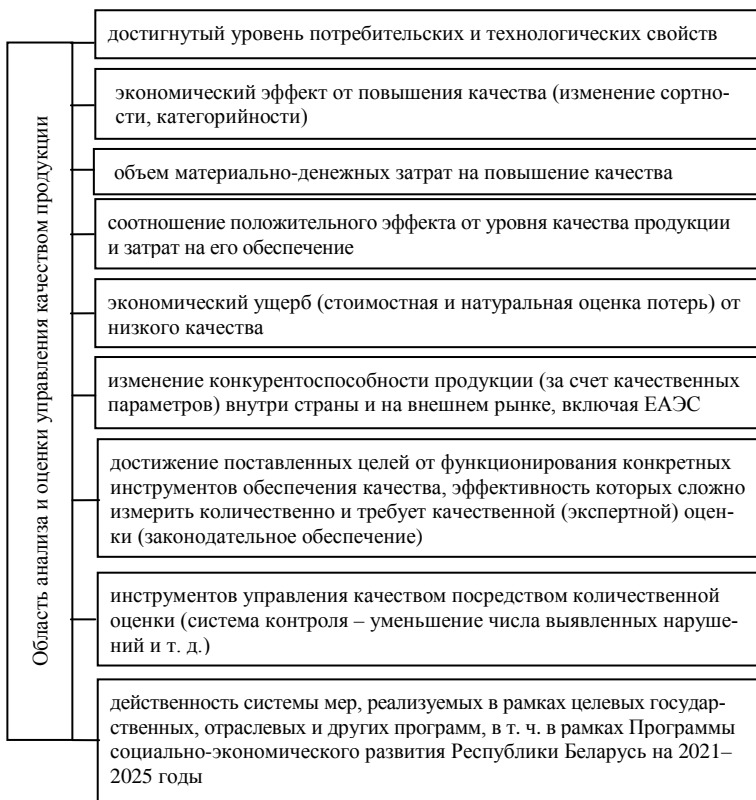 Область анализа и оценки управления качеством продукции
достигнутый уровень потребительских и технологических свойств
экономический эффект от повышения качества (изменение сортно-
сти, категорийности)
объем материально-денежных затрат на повышение качества
соотношение положительного эффекта от уровня качества продукции
и затрат на его обеспечение
экономический ущерб (стоимостная и натуральная оценка потерь) от
низкого качества
изменение конкурентоспособности продукции (за счет качественных
параметров) внутри страны и на внешнем рынке, включая ЕАЭС
достижение поставленных целей от функционирования конкретных
инструментов обеспечения качества, эффективность которых сложно
измерить количественно и требует качественной (экспертной) оцен-
ки (законодательное обеспечение)
инструментов управления качеством посредством количественной
оценки (система контроля – уменьшение числа выявленных наруше-
ний и т. д.)
действенность системы мер, реализуемых в рамках целевых государ-
ственных, отраслевых и других программ, в т. ч. в рамках Программы
социально-экономического развития Республики Беларусь на 2021–
2025 годы